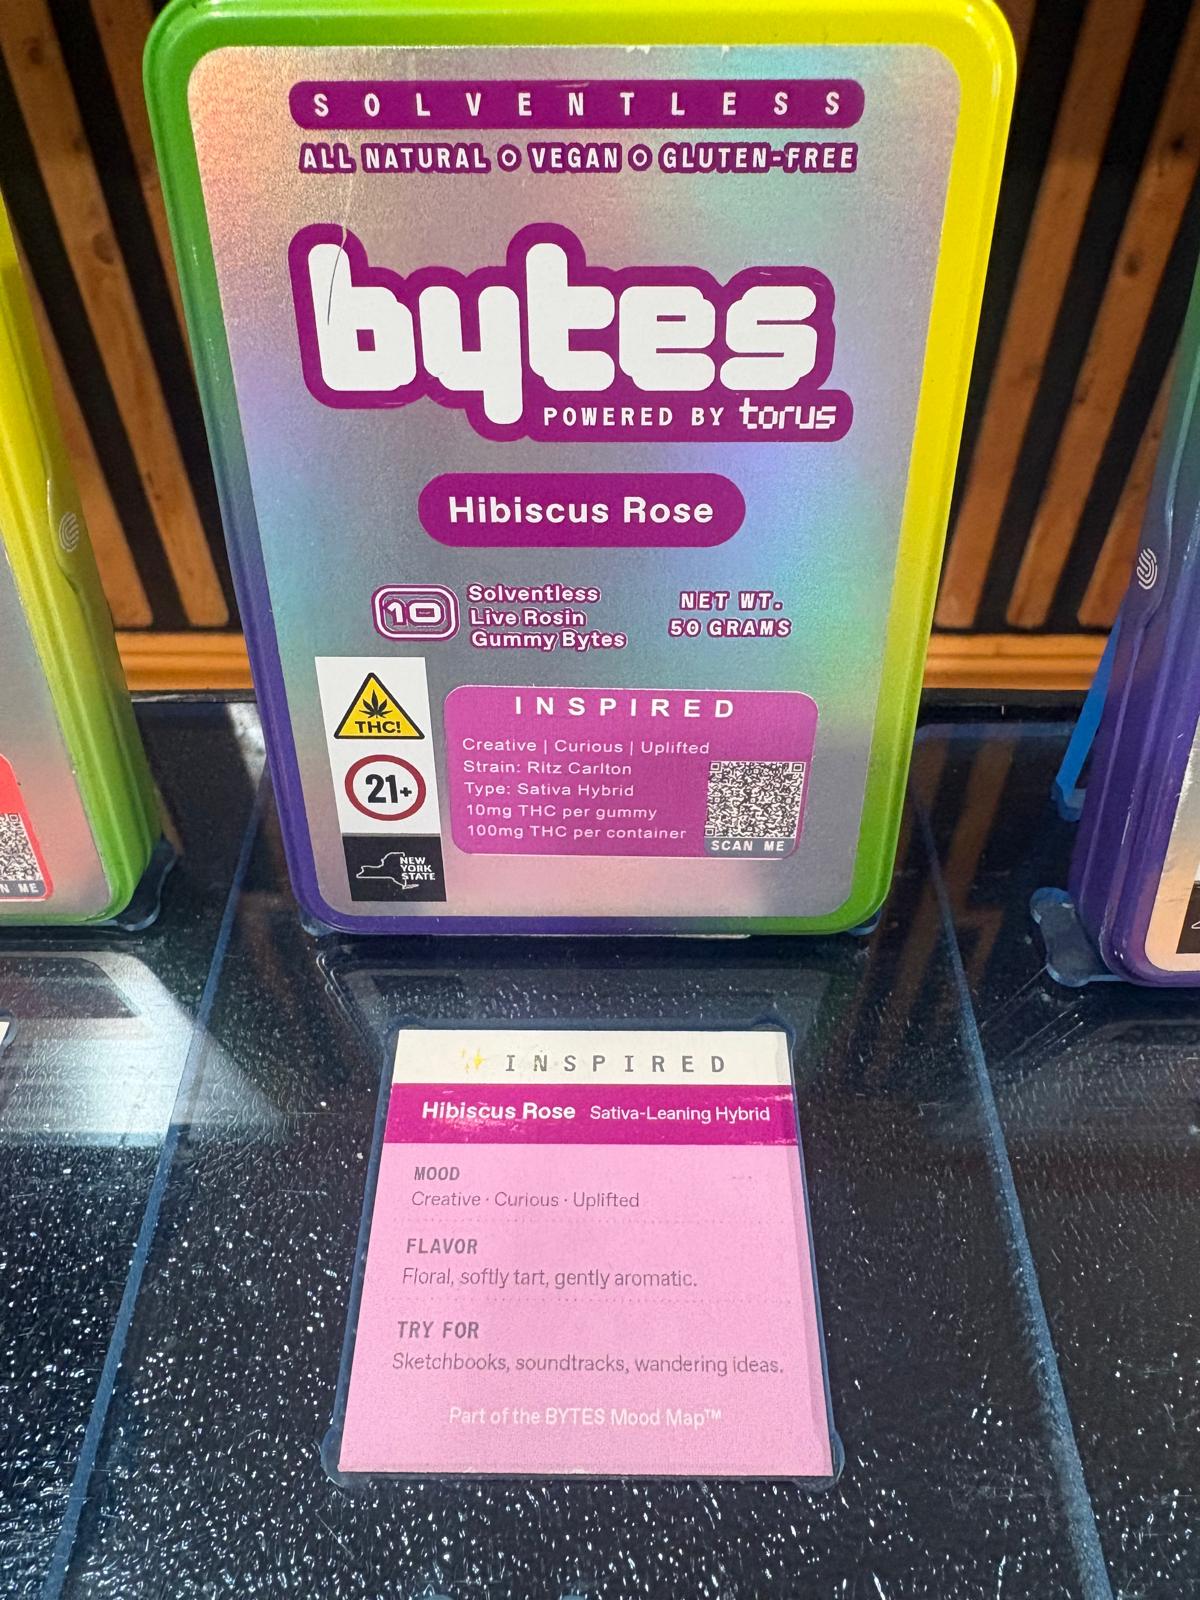 SOLVENTLESS
ALL NATURAL O VEGAN O GLUTEN-FREE
bytes
POWERED BY torus
Hibiscus Rose
10
Solventless
Live Rosin
Gummy Bytes
NET WT.
50 GRAMS
THC!
21+
NEW
YORK
STATE
INSPIRED
Creative | Curious | Uplifted
Strain: Ritz Carlton
Type: Sativa Hybrid
10mg THC per gummy
100mg THC per container
SCAN ME
N ME
INSPIRED
Hibiscus Rose Sativa-Leaning Hybrid
MOOD
Creative · Curious · Uplifted
FLAVOR
Floral, softly tart, gently aromatic.
TRY FOR
Sketchbooks, soundtracks, wandering ideas.
Part of the BYTES Mood Map™